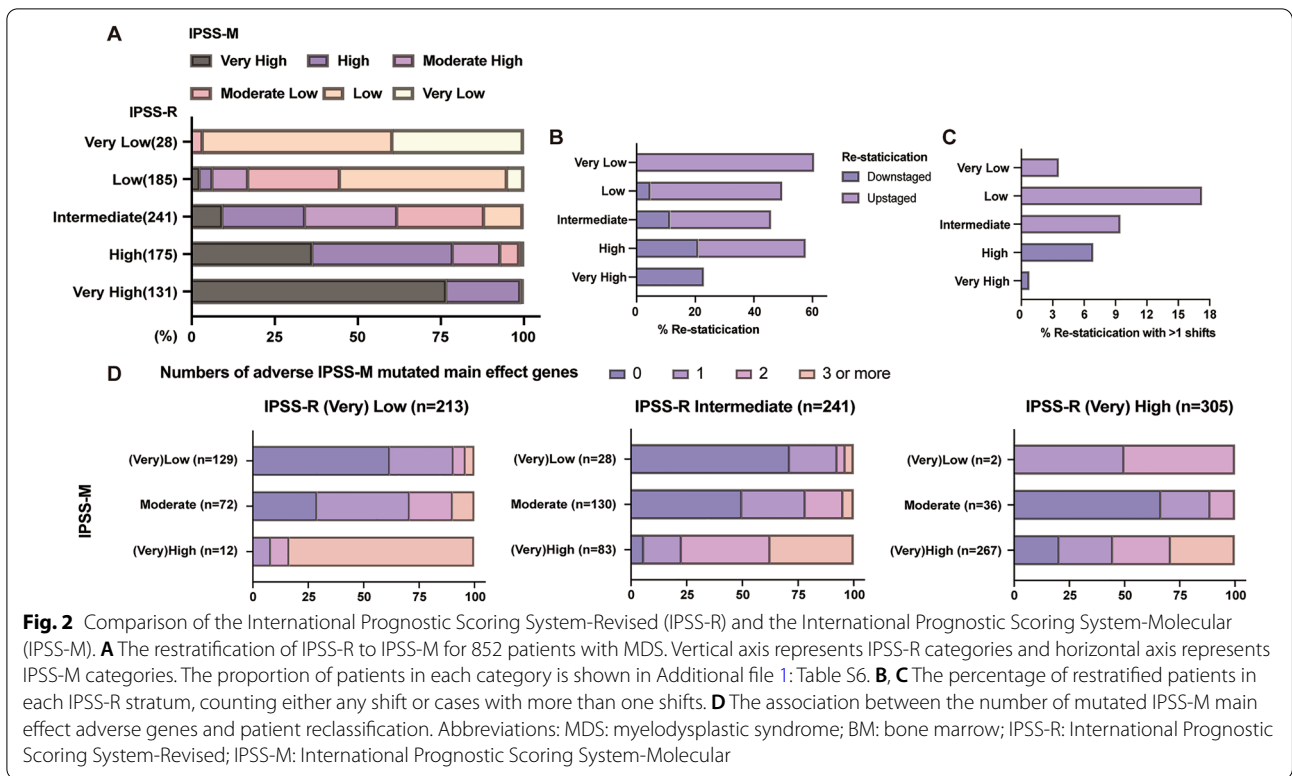 A
IPSS-M
Very High High Moderate High
Moderate Low Low Very Low
IPSS-R
Very Low(28)
Low(185)
Intermediate(241)
High(175)
Very High(131)
(%) 0 25 50 75 100
B
Very Low
Low
Intermediate
High
Very High
0 20 40 60
% Re-staticication
Re-staticication
Downstaged
Upstaged
C
Very Low
Low
Intermediate
High
Very High
0 3 6 9 12 15 18
% Re-staticication with >1 shifts
D Numbers of adverse IPSS-M mutated main effect genes 0 1 2 3 or more
IPSS-M
IPSS-R (Very) Low (n=213)
(Very)Low (n=129)
Moderate (n=72)
(Very)High (n=12)
0 25 50 75 100
IPSS-R Intermediate (n=241)
(Very)Low (n=28)
Moderate (n=130)
(Very)High (n=83)
0 25 50 75 100
IPSS-R (Very) High (n=305)
(Very)Low (n=2)
Moderate (n=36)
(Very)High (n=267)
0 25 50 75 100
Fig. 2 Comparison of the International Prognostic Scoring System-Revised (IPSS-R) and the International Prognostic Scoring System-Molecular
(IPSS-M). A The restratification of IPSS-R to IPSS-M for 852 patients with MDS. Vertical axis represents IPSS-R categories and horizontal axis represents
IPSS-M categories. The proportion of patients in each category is shown in Additional file 1: Table S6. B, C The percentage of restratified patients in
each IPSS-R stratum, counting either any shift or cases with more than one shifts. D The association between the number of mutated IPSS-M main
effect adverse genes and patient reclassification. Abbreviations: MDS: myelodysplastic syndrome; BM: bone marrow; IPSS-R: International Prognostic
Scoring System-Revised; IPSS-M: International Prognostic Scoring System-Molecular